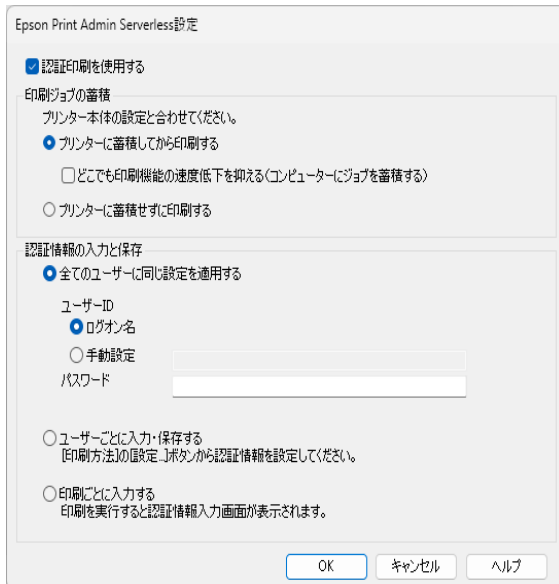 Epson Print Admin Serverless設定
認証印刷を使用する
印刷ジョブの蓄積
プリンター本体の設定と合わせてください。
プリンターに蓄積してから印刷する
どこでも印刷機能の速度低下を抑える(コンピューターにジョブを蓄積する)
プリンターに蓄積せずに印刷する
認証情報の入力と保存
全てのユーザーに同じ設定を適用する
ユーザーID
ログオン名
手動設定
パスワード
ユーザーごとに入力・保存する
[印刷方法]の[設定...]ボタンから認証情報を設定してください。
印刷ごとに入力する
印刷を実行すると認証情報入力画面が表示されます。
OK キャンセル ヘルプ